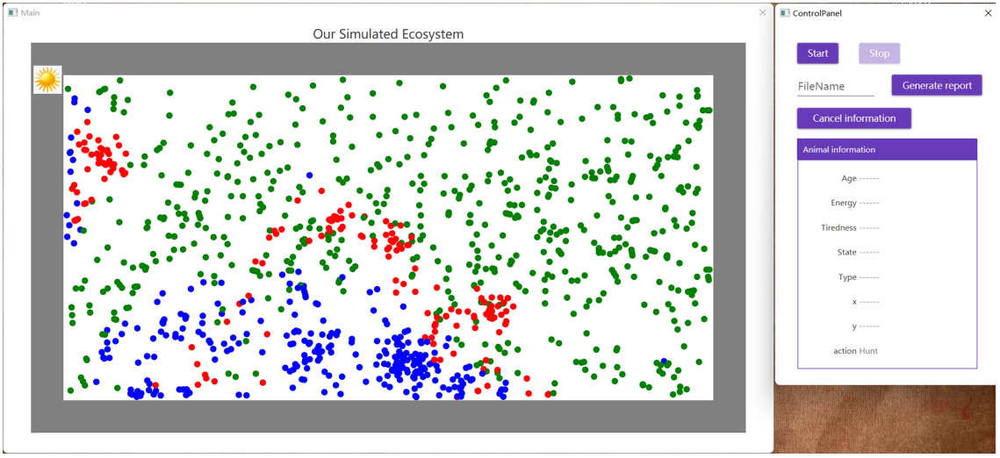 Main
Our Simulated Ecosystem
ControlPanel
Start
Stop
FileName
Generate report
Cancel information
Animal information
Age ------
Energy ------
Tiredness ------
State ------
Type ------
x ------
y ------
action Hunt